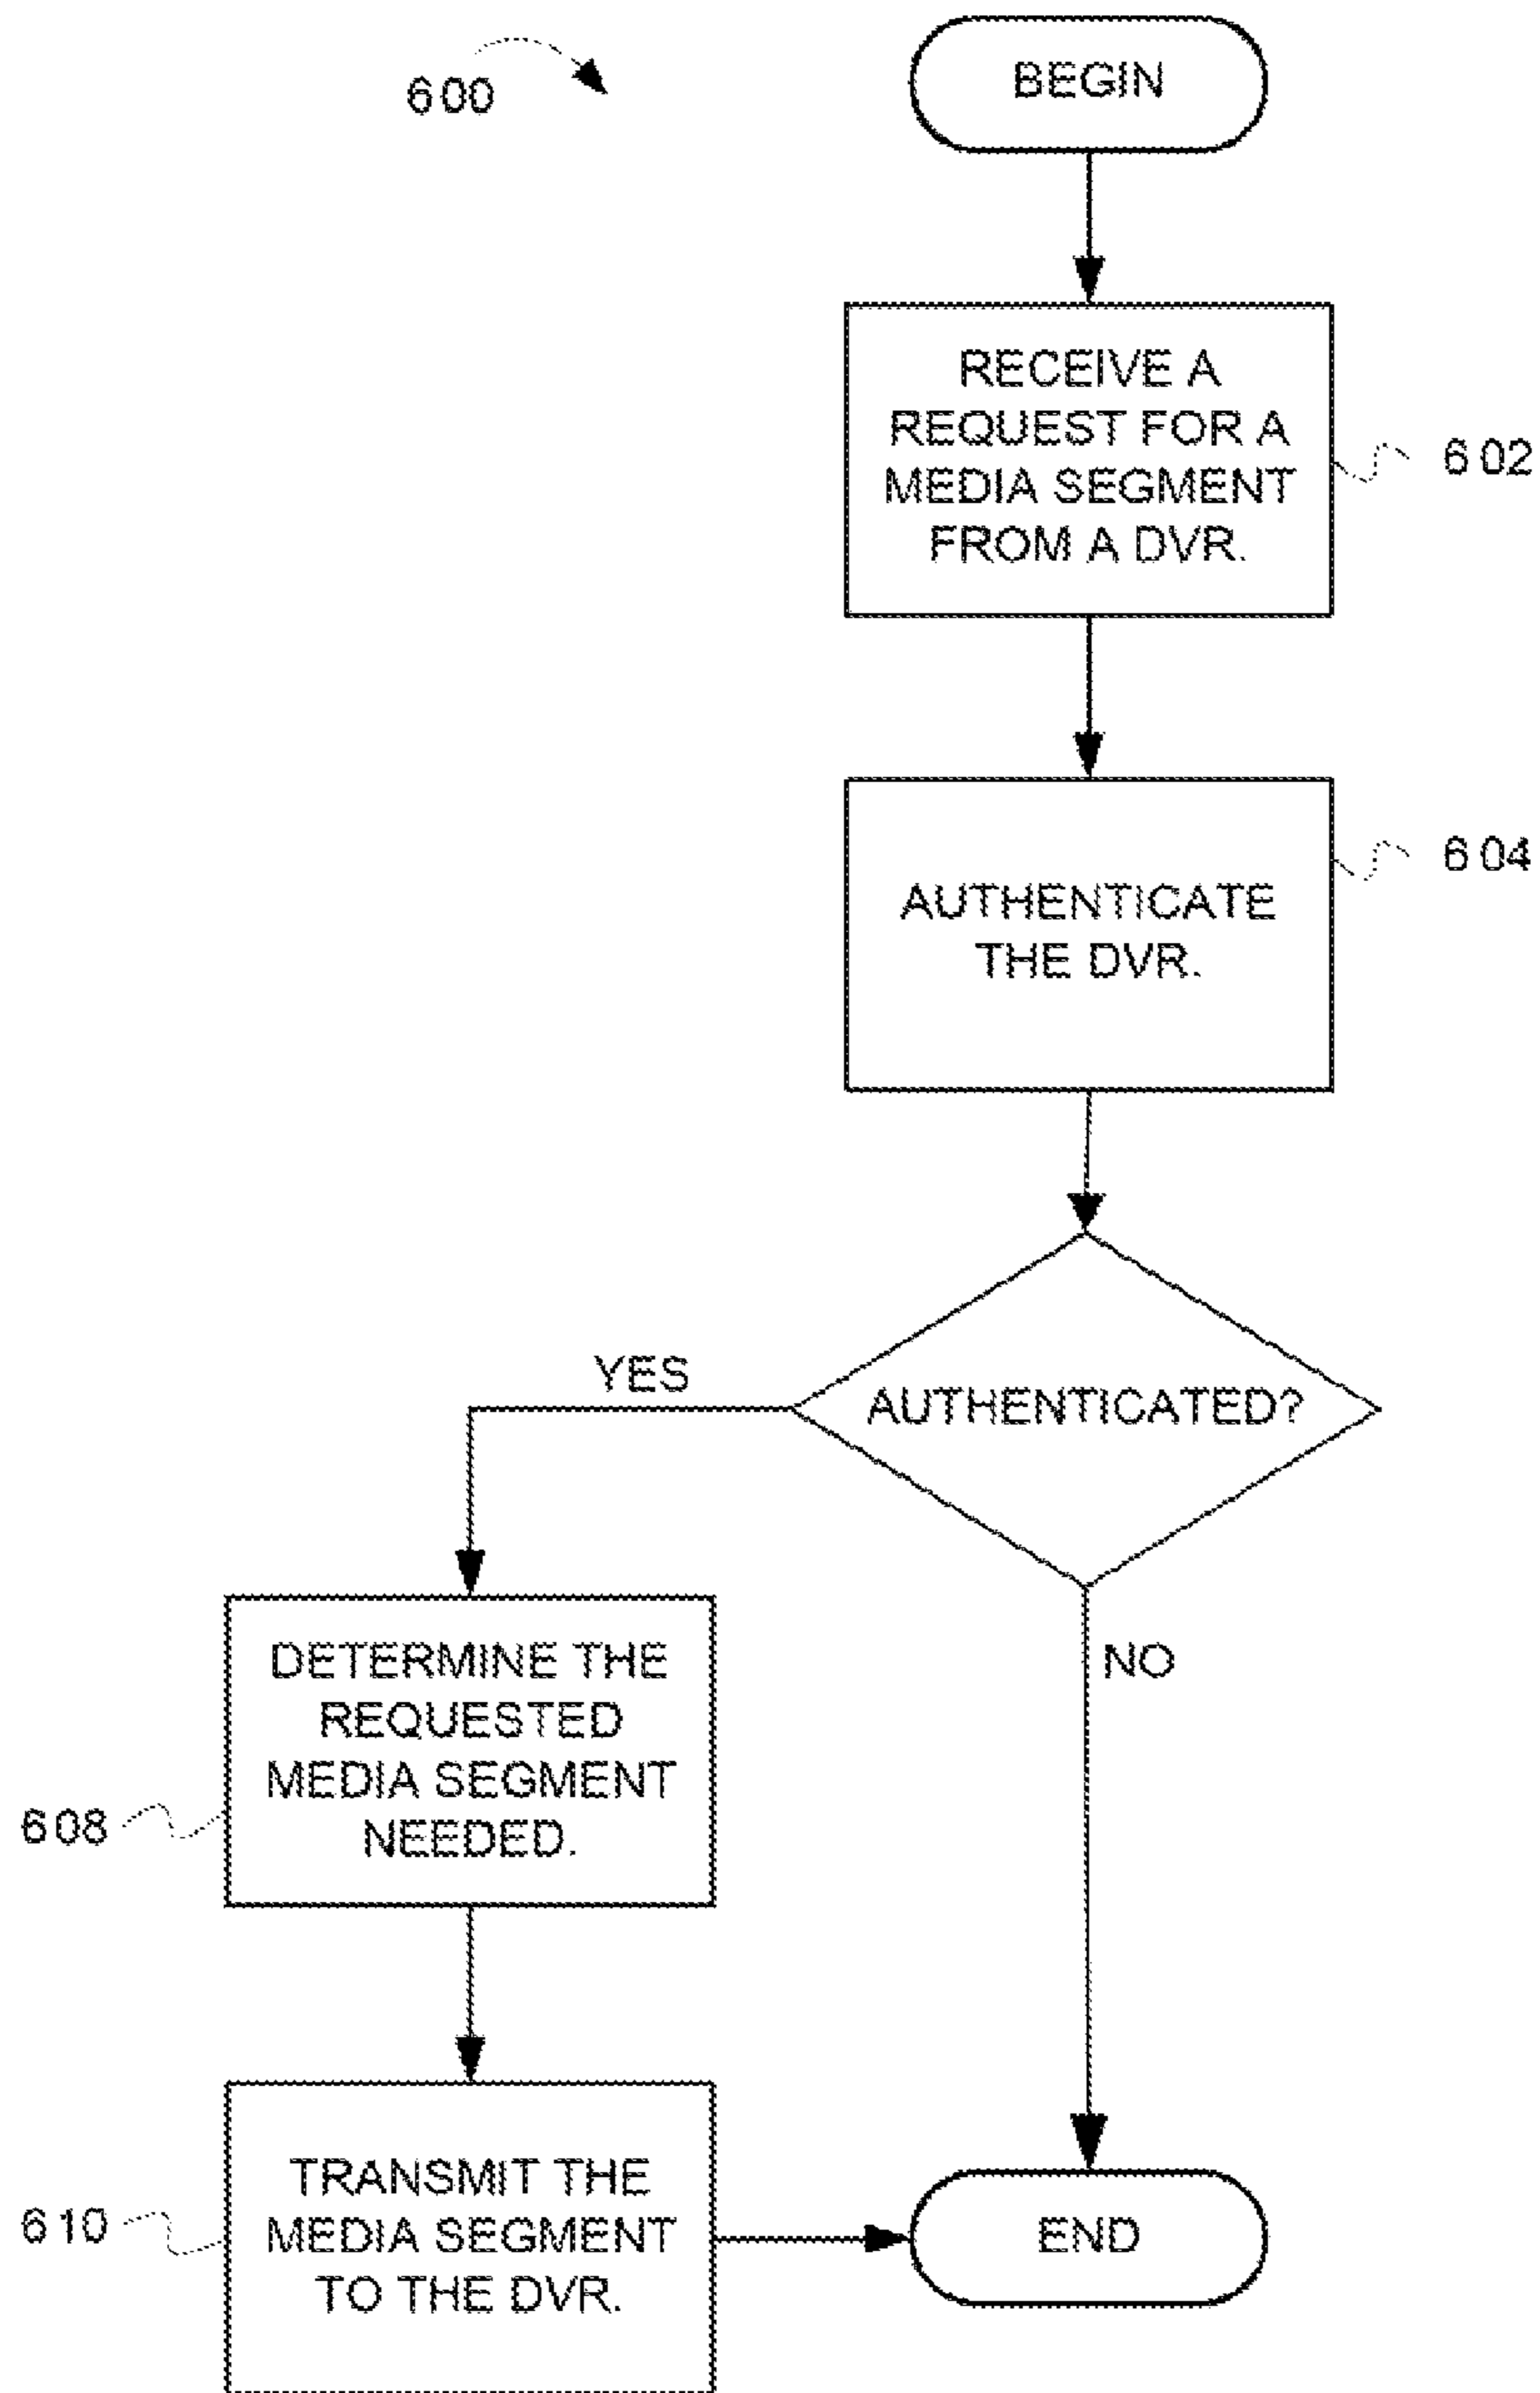 600
BEGIN
RECEIVE A
REQUEST FOR A
MEDIA SEGMENT
FROM A DVR.
602
AUTHENTICATE
THE DVR.
604
AUTHENTICATED?
YES
NO
DETERMINE THE
REQUESTED
MEDIA SEGMENT
NEEDED.
608
TRANSMIT THE
MEDIA SEGMENT
TO THE DVR.
610
END